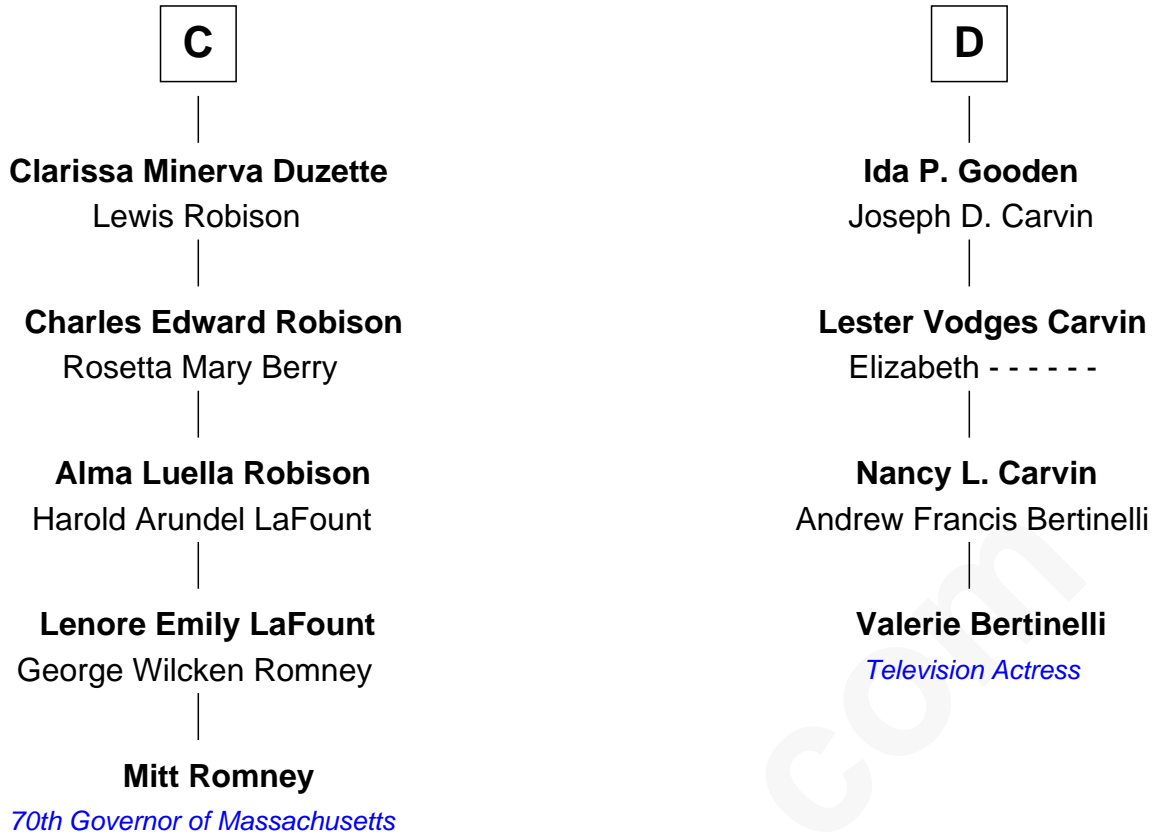 C
Clarissa Minerva Duzette
Lewis Robison
Charles Edward Robison
Rosetta Mary Berry
Alma Luella Robison
Harold Arundel LaFount
Lenore Emily LaFount
George Wilcken Romney
Mitt Romney
70th Governor of Massachusetts
D
Ida P. Gooden
Joseph D. Carvin
Lester Vodges Carvin
Elizabeth - - - - - -
Nancy L. Carvin
Andrew Francis Bertinelli
Valerie Bertinelli
Television Actress
com